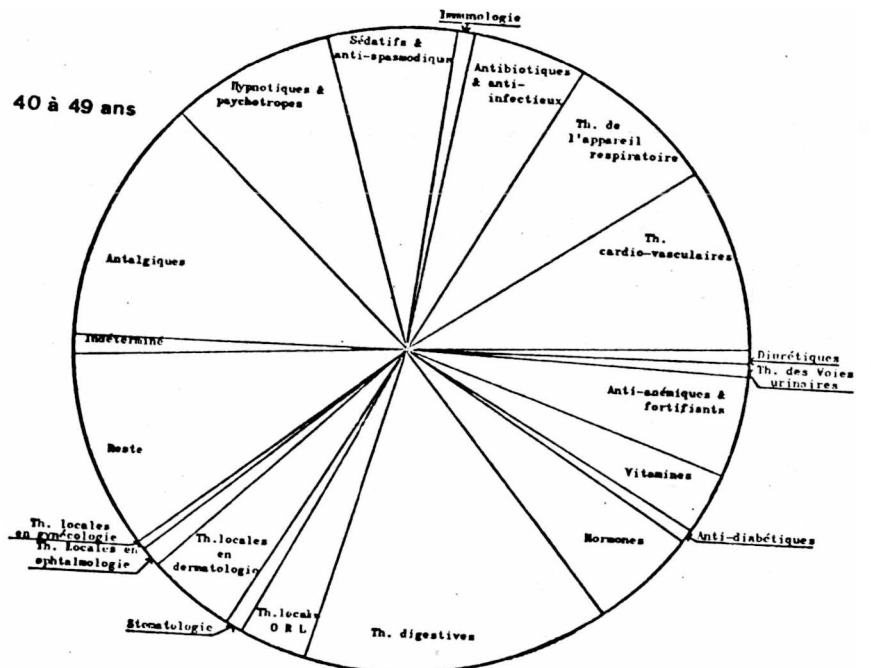 40 à 49 ans
Immunologie
Sédatifs &
anti-spasmodiqus
Antibiotiques
& anti-
infectieux
Hypnotiques &
psychotropes
Th. de
l'appareil
respiratoire
Th.
cardio-vasculaires
Antalgiques
Indéterminé
Diurétiques
Th. des Voies
urinaires
Anti-anémiques &
fortifiants
Vitamines
Anti-diabétiques
Hormones
Reste
Th. locales
en gynécologie
Th. Locales en
ophtalmologie
Th.locales
en
dermatologie
Stomatologie
Th.locales
O R L
Th. digestives